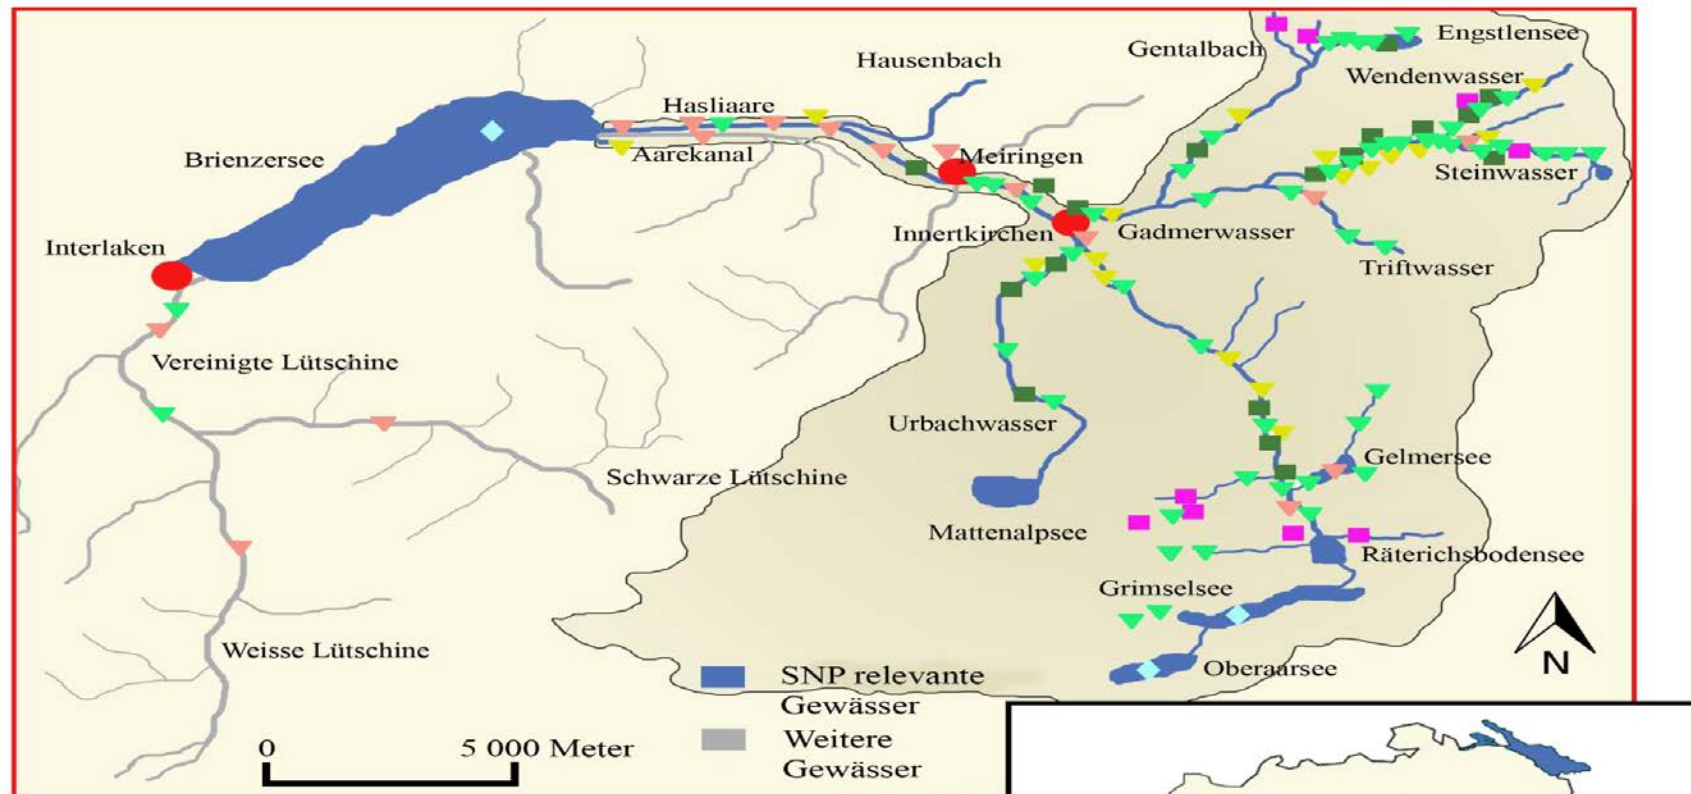 Engstlensee
Gentalbach
Hausenbach
Wendenwasser
Hasliaare
Brienzersee
Aarekanal
Meiringen
Steinwasser
Interlaken
Innertkirchen
Gadmerwasser
Triftwasser
Vereinigte Lütschine
Urbachwasser
Gelmersee
Schwarze Lütschine
Mattenalpsee
Räterichsbodensee
Grimselsee
Weisse Lütschine
Oberaarsee
N
SNP relevante
Gewässer
Weitere
Gewässer
0 5 000 Meter